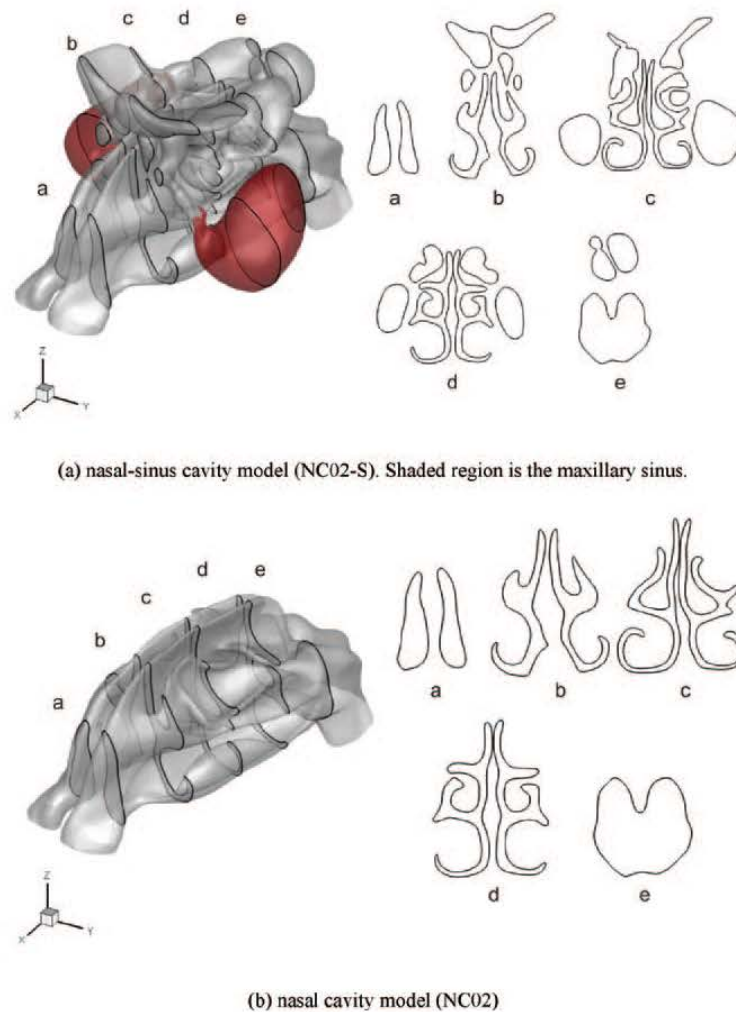 c d e
b
a
a b c
Z
X Y
d e
(a) nasal-sinus cavity model (NC02-S). Shaded region is the maxillary sinus.
d e
c
b
a
a b c
Z
X Y
d e
(b) nasal cavity model (NC02)